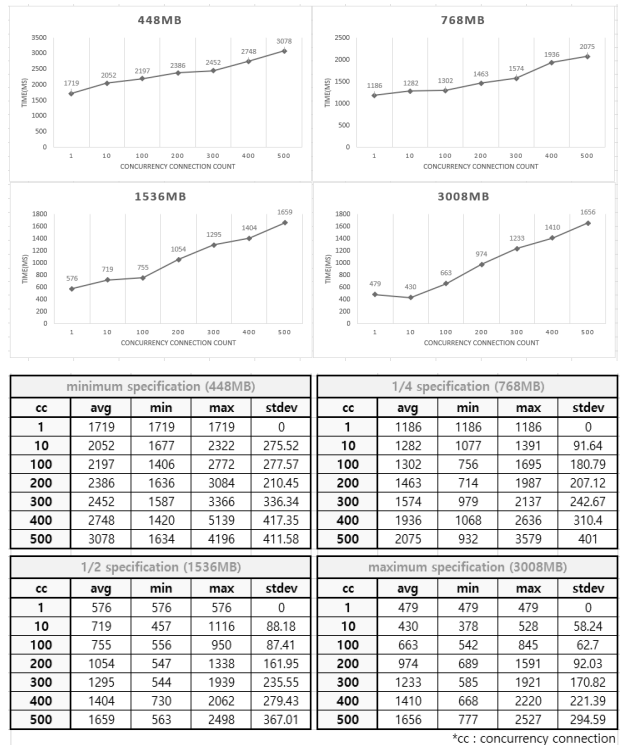 448MB
3500
3000
2500
2000
1500
1000
500
0
TIME(MS)
1719 2052 2197 2386 2452 2748 3078
1 10 100 200 300 400 500
CONCURRENCY CONNECTION COUNT
768MB
2500
2000
1500
1000
500
0
TIME(MS)
1186 1282 1302 1463 1574 1936 2075
1 10 100 200 300 400 500
CONCURRENCY CONNECTION COUNT
1536MB
1800
1600
1400
1200
1000
800
600
400
200
0
TIME(MS)
576 719 755 1054 1295 1404 1659
1 10 100 200 300 400 500
CONCURRENCY CONNECTION COUNT
3008MB
1800
1600
1400
1200
1000
800
600
400
200
0
TIME(MS)
479 430 663 974 1233 1410 1656
1 10 100 200 300 400 500
CONCURRENCY CONNECTION COUNT
minimum specification (448MB)
cc avg min max stdev
1 1719 1719 1719 0
10 2052 1677 2322 275.52
100 2197 1406 2772 277.57
200 2386 1636 3084 210.45
300 2452 1587 3366 336.34
400 2748 1420 5139 417.35
500 3078 1634 4196 411.58
1/4 specification (768MB)
cc avg min max stdev
1 1186 1186 1186 0
10 1282 1077 1391 91.64
100 1302 756 1695 180.79
200 1463 714 1987 207.12
300 1574 979 2137 242.67
400 1936 1068 2636 310.4
500 2075 932 3579 401
1/2 specification (1536MB)
cc avg min max stdev
1 576 576 576 0
10 719 457 1116 88.18
100 755 556 950 87.41
200 1054 547 1338 161.95
300 1295 544 1939 235.55
400 1404 730 2062 279.43
500 1659 563 2498 367.01
maximum specification (3008MB)
cc avg min max stdev
1 479 479 479 0
10 430 378 528 58.24
100 663 542 845 62.7
200 974 689 1591 92.03
300 1233 585 1921 170.82
400 1410 668 2220 221.39
500 1656 777 2527 294.59
*cc : concurrency connection